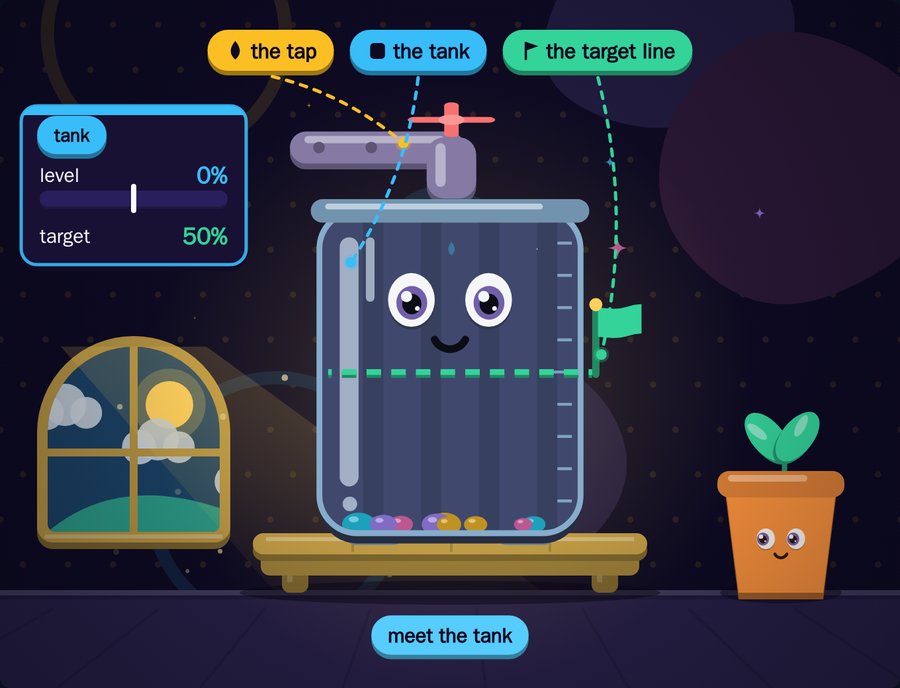 the tap
the tank
the target line
tank
level 0%
target 50%
meet the tank